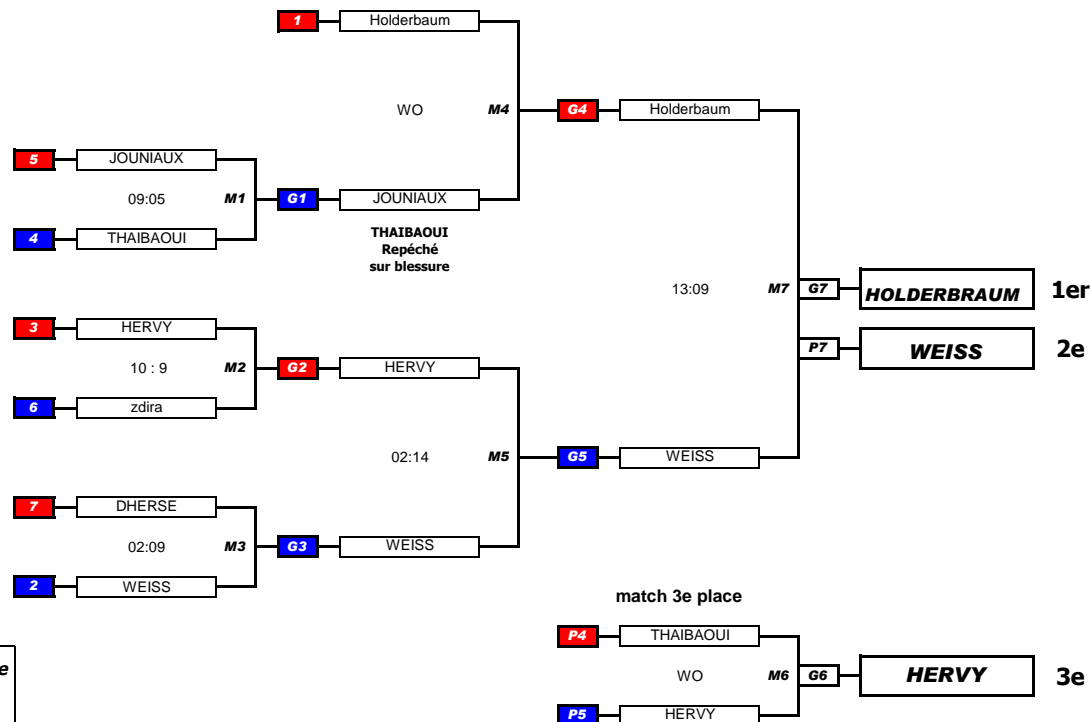 1 Holderbaum
WO M4 G4 Holderbaum
5 JOUNIAUX
09:05 M1 G1 JOUNIAUX
4 THAIBAOUI
THAIBAOUI
Repéché
sur blessure
13:09 M7 G7 HOLDERBRAUM 1er
3 HERVY
P7 WEISS 2e
10 : 9 M2 G2 HERVY
6 zdira
02:14 M5 G5 WEISS
7 DHERSE
02:09 M3 G3 WEISS
2 WEISS
match 3e place
P4 THAIBAOUI
e
WO M6 G6 HERVY 3e
P5 HERVY